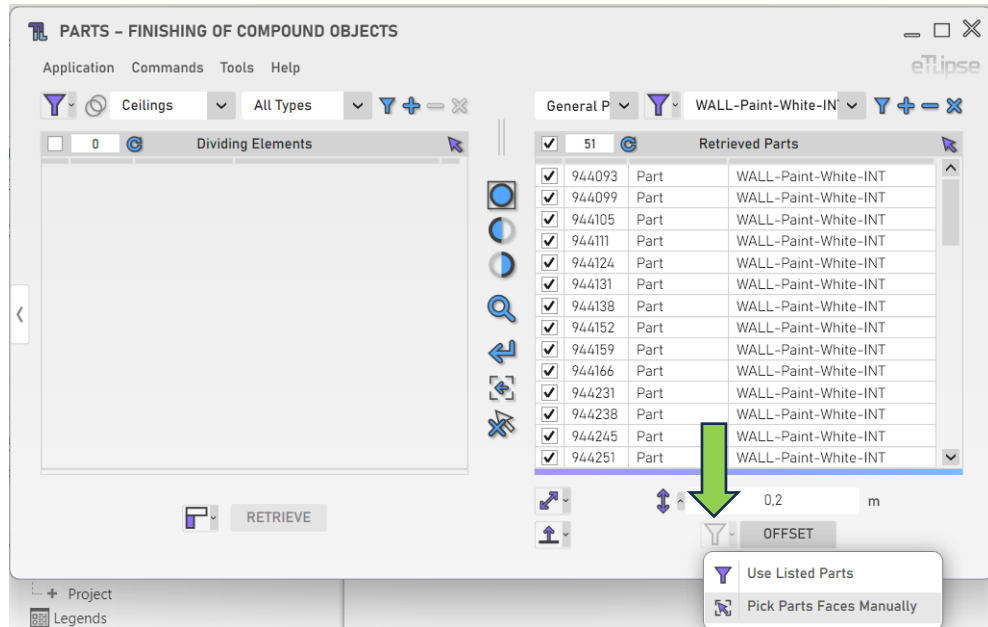 PARTS – FINISHING OF COMPOUND OBJECTS
Application Commands Tools Help
eTLipse
Ceilings All Types
General P WALL-Paint-White-IN
0 Dividing Elements
51 Retrieved Parts
944093 Part WALL-Paint-White-INT
944099 Part WALL-Paint-White-INT
944105 Part WALL-Paint-White-INT
944111 Part WALL-Paint-White-INT
944124 Part WALL-Paint-White-INT
944131 Part WALL-Paint-White-INT
944138 Part WALL-Paint-White-INT
944152 Part WALL-Paint-White-INT
944159 Part WALL-Paint-White-INT
944166 Part WALL-Paint-White-INT
944231 Part WALL-Paint-White-INT
944238 Part WALL-Paint-White-INT
944245 Part WALL-Paint-White-INT
944251 Part WALL-Paint-White-INT
0,2 m
RETRIEVE
OFFSET
Use Listed Parts
Pick Parts Faces Manually
Project
Legends